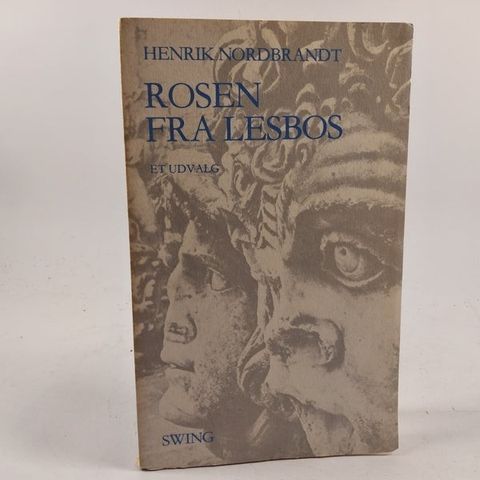 HENRIK NORDBRANDT
ROSEN
FRA LESBOS
ET UDVALG
SWING